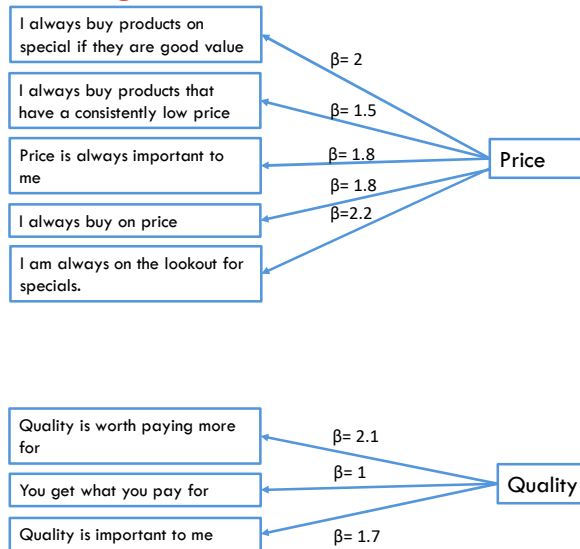 I always buy products on
special if they are good value
β= 2
I always buy products that
have a consistently low price
β= 1.5
Price is always important to
me
β= 1.8
Price
I always buy on price
β= 1.8
β=2.2
I am always on the lookout for
specials.
Quality is worth paying more
for
β= 2.1
You get what you pay for
β= 1
Quality
Quality is important to me
β= 1.7